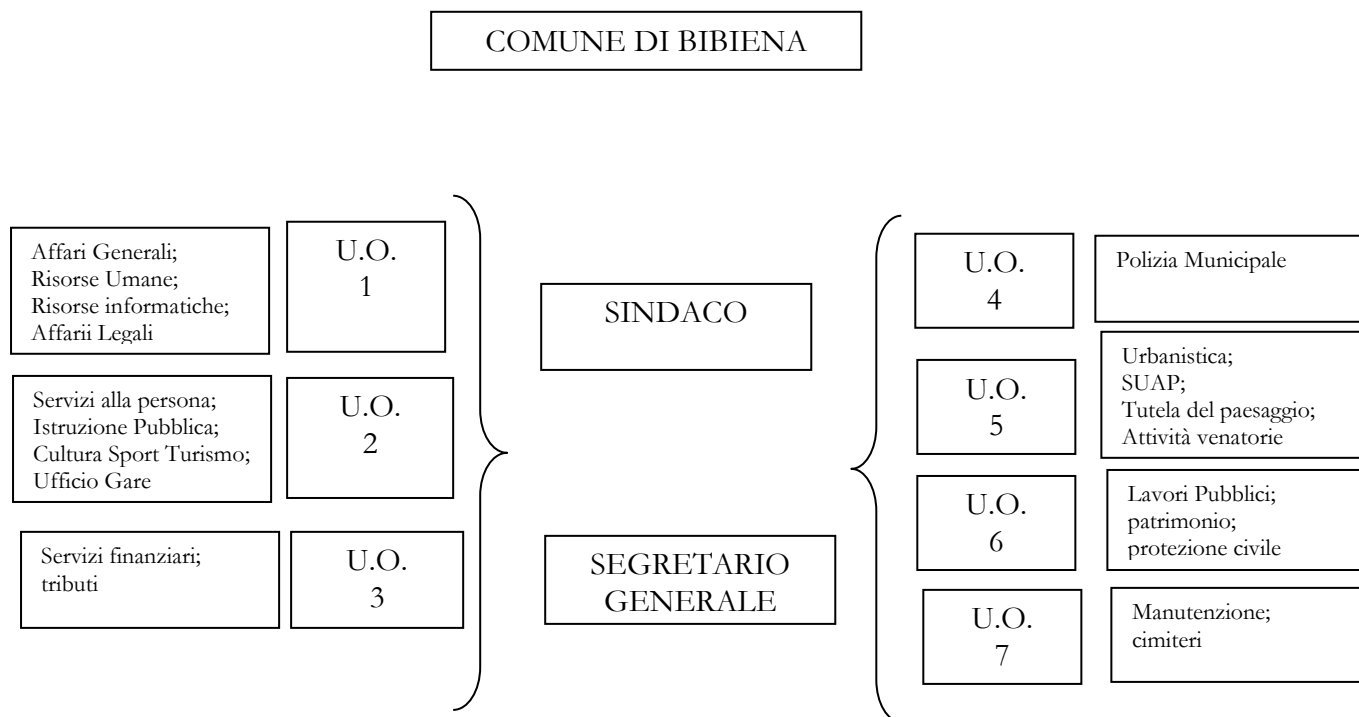 COMUNE DI BIBIENA
Affari Generali;
Risorse Umane;
Risorse informatiche;
Affarii Legali
U.O.
1
Servizi alla persona;
Istruzione Pubblica;
Cultura Sport Turismo;
Ufficio Gare
U.O.
2
Servizi finanziari;
tributi
U.O.
3
SINDACO
SEGRETARIO
GENERALE
U.O.
4
Polizia Municipale
U.O.
5
Urbanistica;
SUAP;
Tutela del paesaggio;
Attività venatorie
U.O.
6
Lavori Pubblici;
patrimonio;
protezione civile
U.O.
7
Manutenzione;
cimiteri